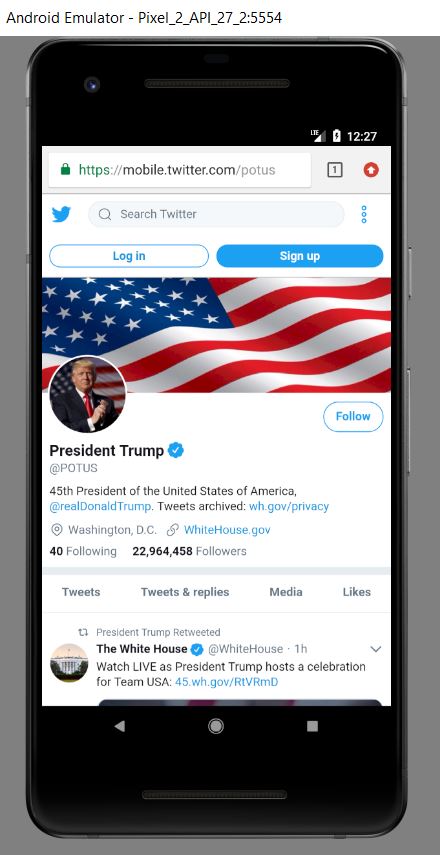 Android Emulator - Pixel_2_API_27_2:5554
LTE 12:27
https://mobile.twitter.com/potus 1
Search Twitter
Log in Sign up
Follow
President Trump
@POTUS
45th President of the United States of America,
@realDonaldTrump. Tweets archived: wh.gov/privacy
Washington, D.C. WhiteHouse.gov
40 Following 22,964,458 Followers
Tweets Tweets & replies Media Likes
President Trump Retweeted
The White House @WhiteHouse · 1h
Watch LIVE as President Trump hosts a celebration
for Team USA: 45.wh.gov/RtVRmD